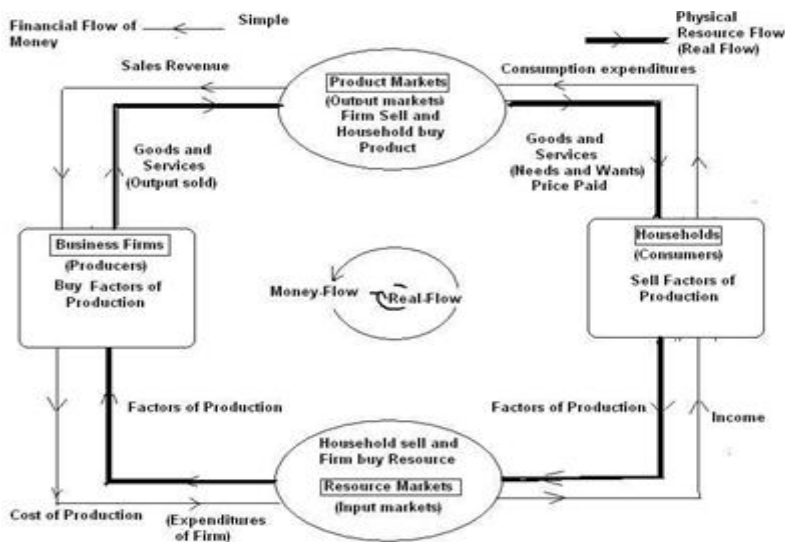 Financial Flow of
Money
Simple
Physical
Resource Flow
(Real Flow)
Sales Revenue
Consumption expenditures
Product Markets
(Output markets)
Firm Sell and
Household buy
Product
Goods and
Services
(Output sold)
Goods and
Services
(Needs and Wants)
Price Paid
Business Firms
(Producers)
Buy Factors of
Production
Households
(Consumers)
Sell Factors of
Production
Money-Flow
Real-Flow
Factors of Production
Factors of Production
Income
Household sell and
Firm buy Resource
Resource Markets
(Input markets)
Cost of Production
(Expenditures
of Firm)